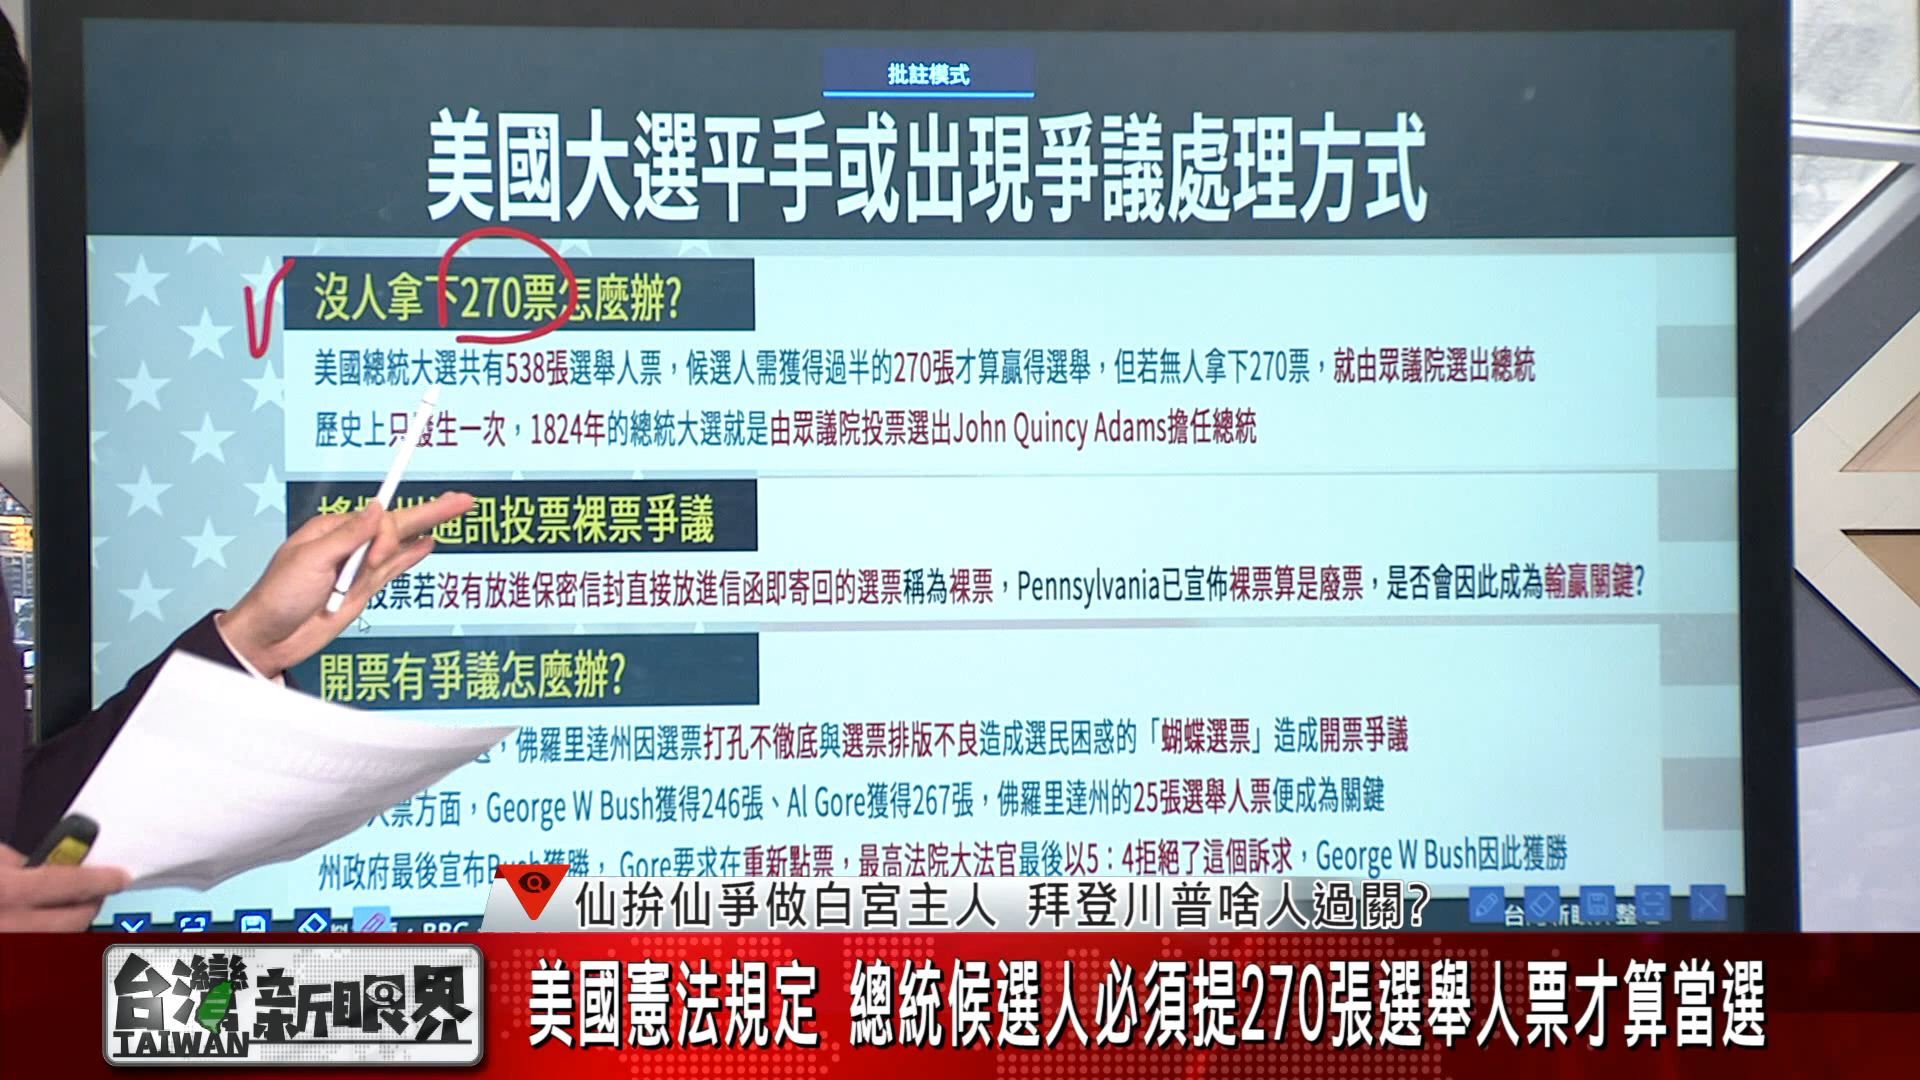 批註模式
美國大選平手或出現爭議處理方式
沒人拿下270票怎麼辦?
美國總統大選共有538張選舉人票，候選人需獲得過半的270張才算贏得選舉，但若無人拿下270票，就由眾議院選出總統
歷史上只發生一次，1824年的總統大選就是由眾議院投票選出John Quincy Adams擔任總統
通訊投票裸票爭議
投票若沒有放進保密信封直接放進信函即寄回的選票稱為裸票，Pennsylvania已宣佈裸票算是廢票，是否會因此成為輸贏關鍵?
開票有爭議怎麼辦?
，佛羅里達州因選票打孔不徹底與選票排版不良造成選民困惑的「蝴蝶選票」造成開票爭議
人票方面，George W Bush獲得246張、Al Gore獲得267張，佛羅里達州的25張選舉人票便成為關鍵
州政府最後宣布Bush獲勝，Gore要求在重新點票，最高法院大法官最後以5：4拒絕了這個訴求，George W Bush因此獲勝
BBC
仙拚仙爭做白宮主人 拜登川普啥人過關?
台灣新眼界
TAIWAN
美國憲法規定 總統候選人必須提270張選舉人票才算當選